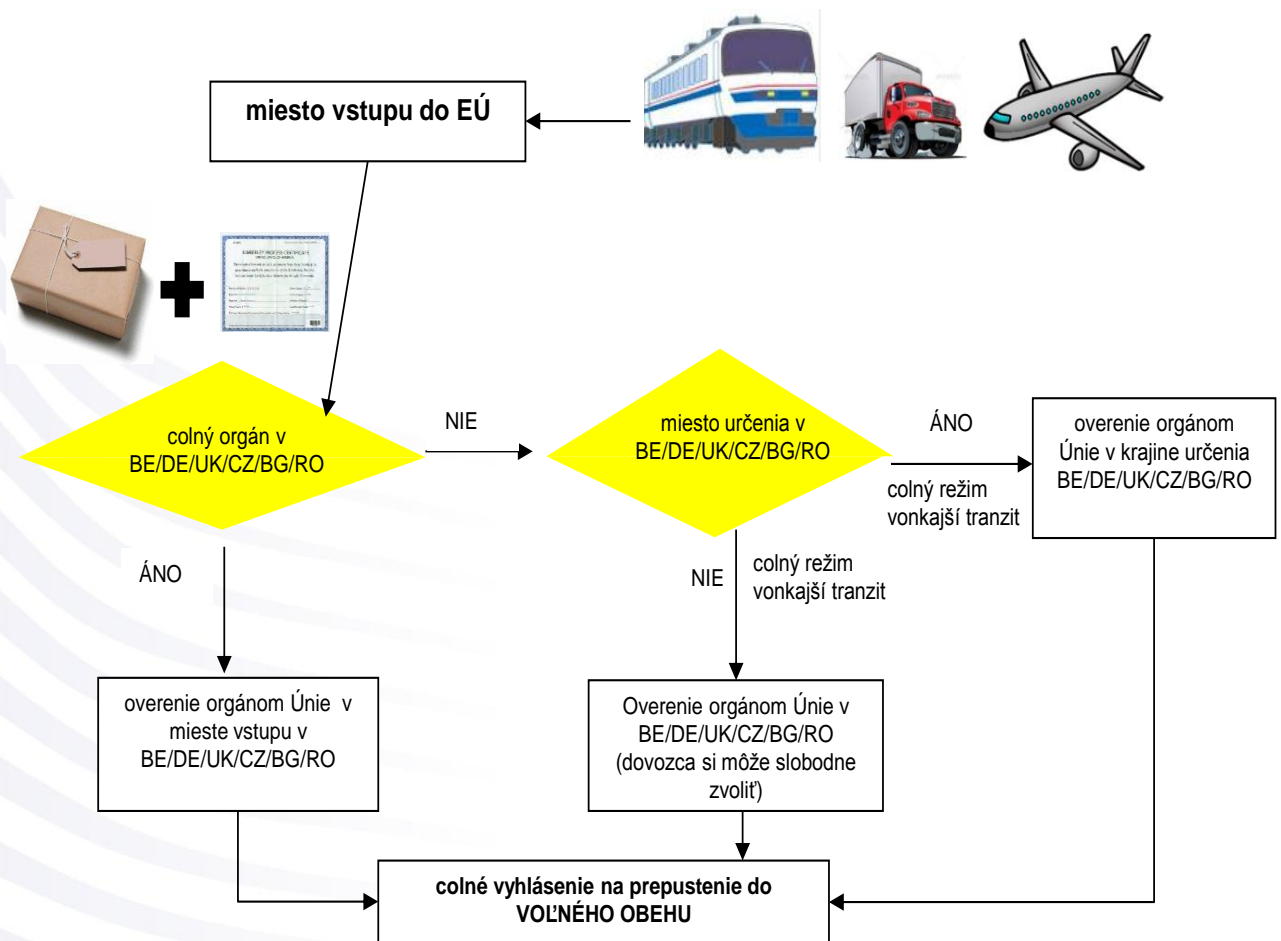 miesto vstupu do EÚ
KIMBERLEY PROCESS CERTIFICATE
colný orgán v
BE/DE/UK/CZ/BG/RO
NIE
miesto určenia v
BE/DE/UK/CZ/BG/RO
ÁNO
colný režim
vonkajší tranzit
overenie orgánom
Únie v krajine určenia
BE/DE/UK/CZ/BG/RO
ÁNO
NIE
colný režim
vonkajší tranzit
overenie orgánom Únie v
mieste vstupu v
BE/DE/UK/CZ/BG/RO
Overenie orgánom Únie v
BE/DE/UK/CZ/BG/RO
(dovozca si môže slobodne
zvoliť)
colné vyhlásenie na prepustenie do
VOĽNÉHO OBEHU